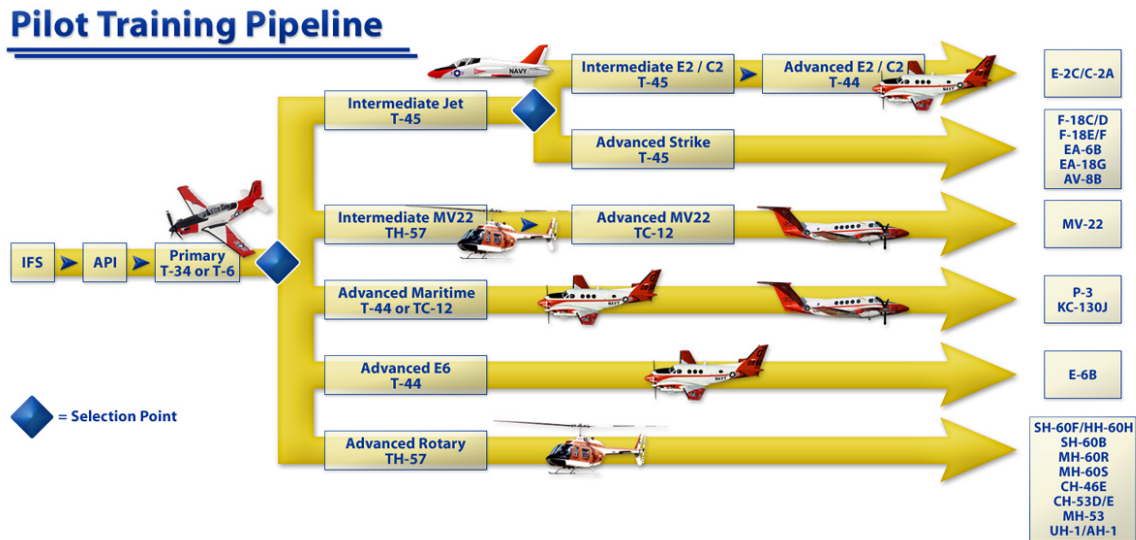 Pilot Training Pipeline
IFS
API
Primary
T-34 or T-6
Intermediate Jet
T-45
NAVY
Intermediate E2 / C2
T-45
Advanced E2 / C2
T-44
E-2C/C-2A
Advanced Strike
T-45
F-18C/D
F-18E/F
EA-6B
EA-18G
AV-8B
Intermediate MV22
TH-57
Advanced MV22
TC-12
MV-22
Advanced Maritime
T-44 or TC-12
P-3
KC-130J
Advanced E6
T-44
E-6B
= Selection Point
Advanced Rotary
TH-57
SH-60F/HH-60H
SH-60B
MH-60R
MH-60S
CH-46E
CH-53D/E
MH-53
UH-1/AH-1